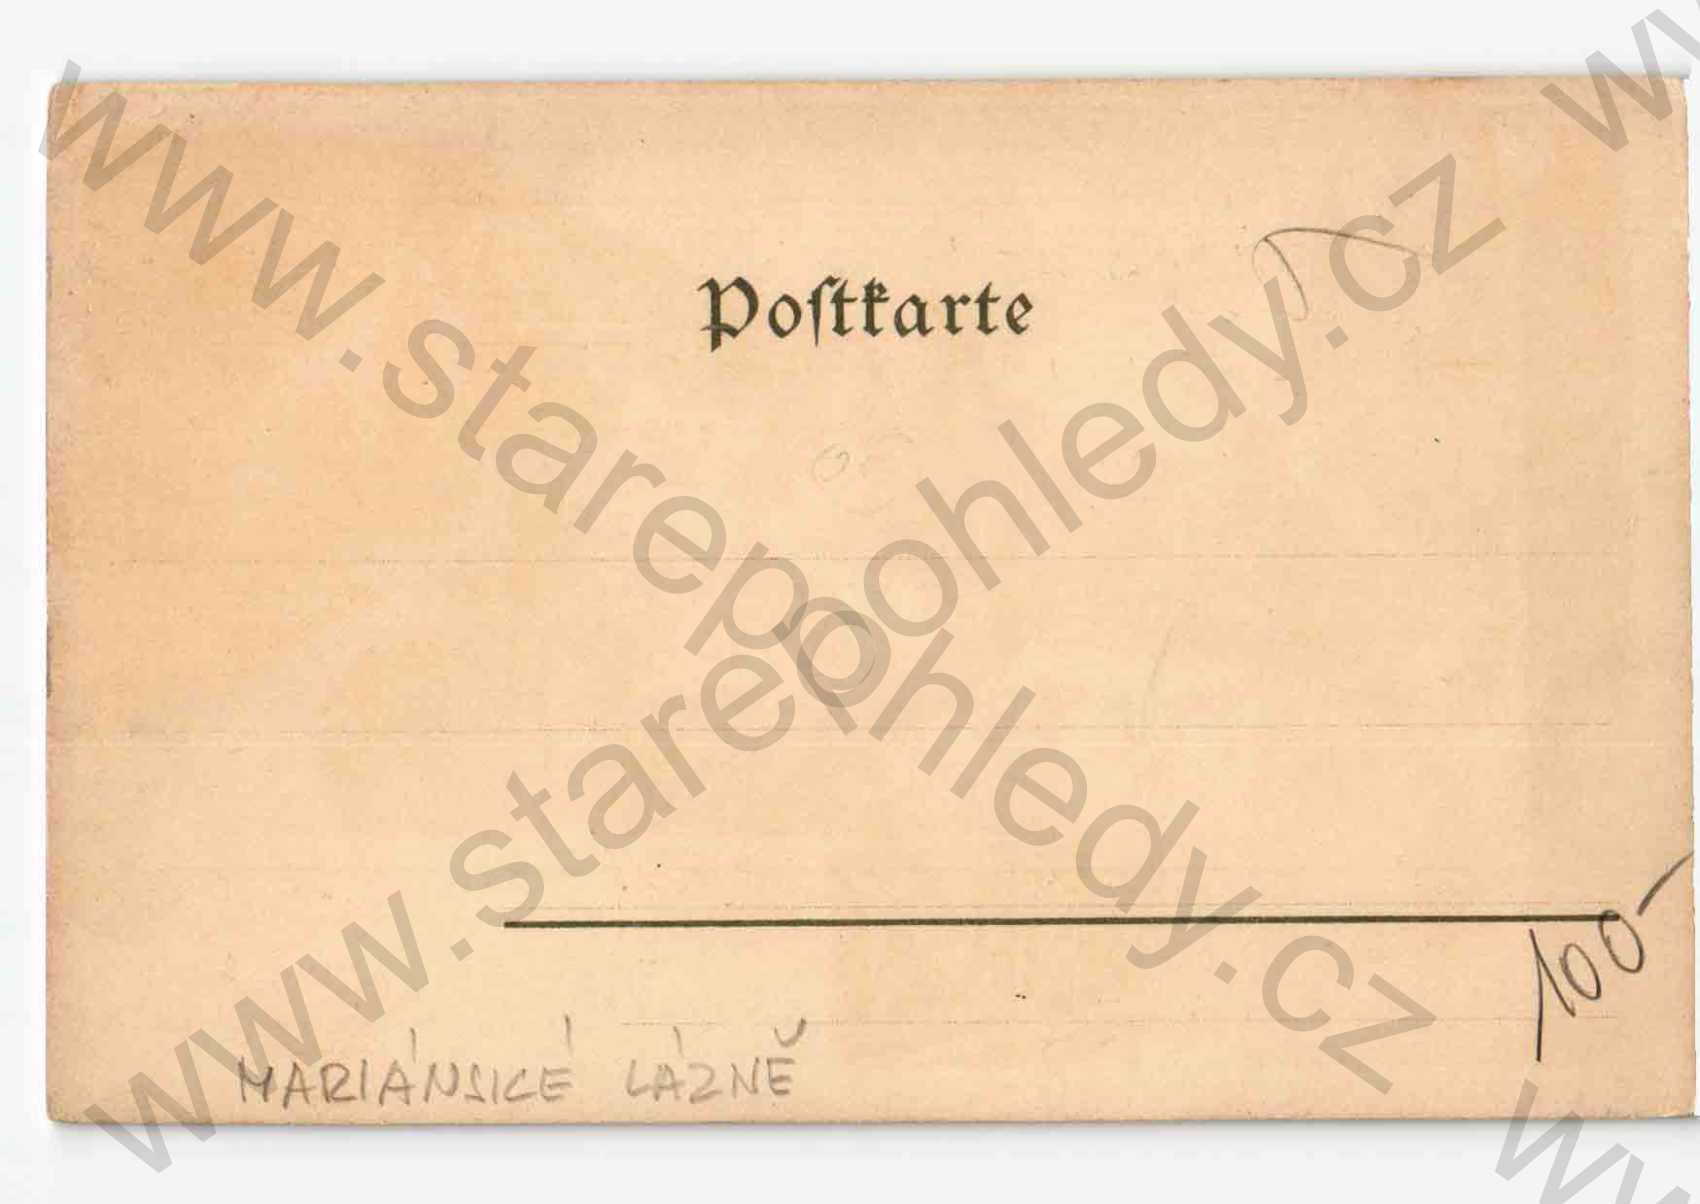 Poſtkarte
100-
MARIÁNSKÉ LÁZNĚ
www.starepohledy.cz
www.starepohledy.cz